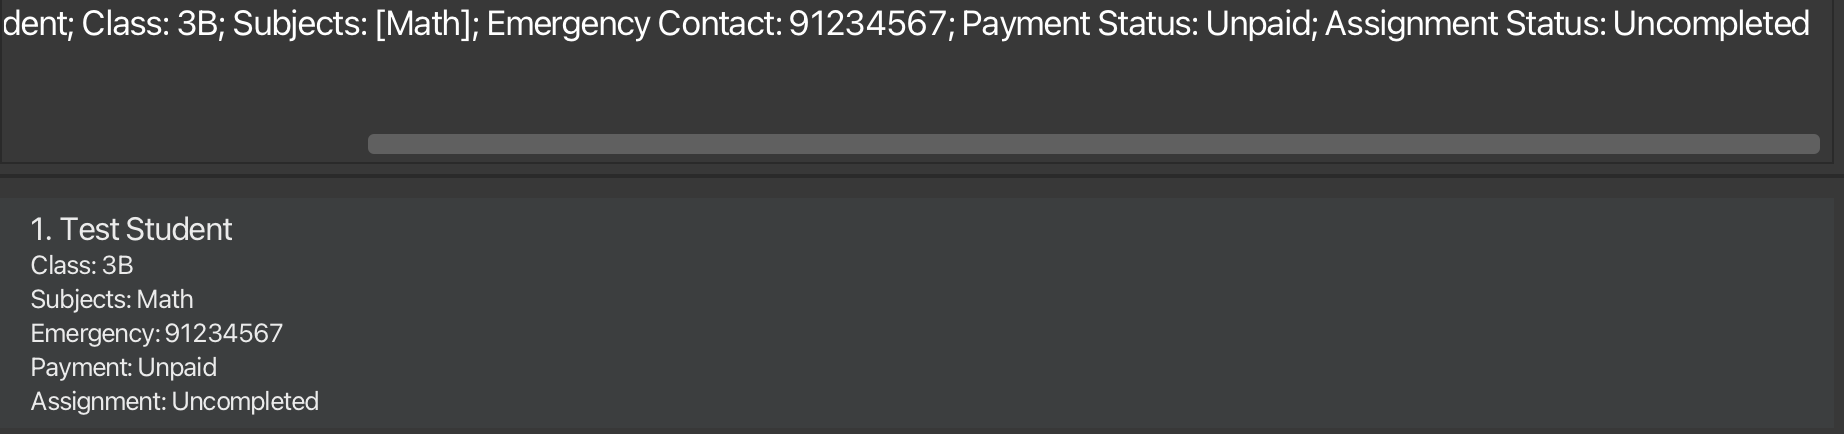 dent; Class: 3B; Subjects: [Math]; Emergency Contact: 91234567; Payment Status: Unpaid; Assignment Status: Uncompleted
1. Test Student
Class: 3B
Subjects: Math
Emergency: 91234567
Payment: Unpaid
Assignment: Uncompleted